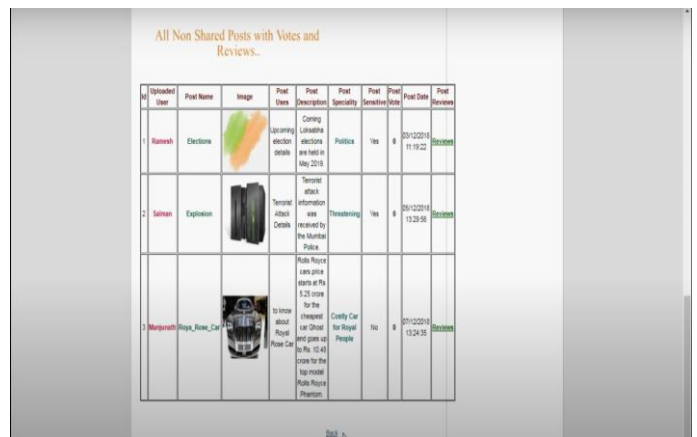 All Non Shared Posts with Votes and
Reviews..
Id Uploaded User Post Name Image Post Uses Post Description Post Speciality Post Sensitive Post Vote Post Date Post Reviews
1 Ramesh Elections Upcoming election details Coming Loksabha elections are held in May 2019. Politics Yes 0 03/12/2018 11:19:22 Reviews
2 Salman Explosion Terrorist Attack Details Terrorist attack information was received by the Mumbai Police. Threatening Yes 0 05/12/2018 13:29:56 Reviews
3 Manjunath Roya_Rose_Car to know about Royal Rose Car Rolls Royce cars price starts at Rs 5.25 crore for the cheapest car Ghost and goes up to Rs. 10.48 crore for the top model Rolls Royce Phantom. Costly Car for Royal People No 0 07/12/2018 13:24:35 Reviews
Back